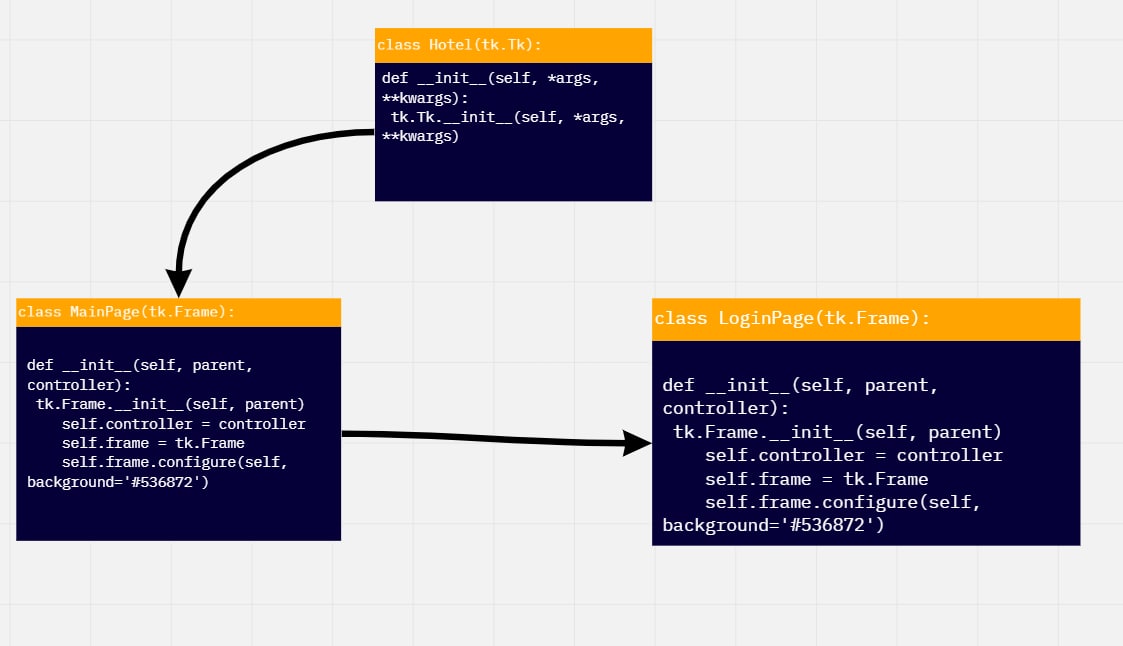 class Hotel(tk.Tk):
def __init__(self, *args,
**kwargs):
 tk.Tk.__init__(self, *args,
**kwargs)
class MainPage(tk.Frame):
def __init__(self, parent,
controller):
 tk.Frame.__init__(self, parent)
    self.controller = controller
    self.frame = tk.Frame
    self.frame.configure(self,
background='#536872')
class LoginPage(tk.Frame):
def __init__(self, parent,
controller):
 tk.Frame.__init__(self, parent)
    self.controller = controller
    self.frame = tk.Frame
    self.frame.configure(self,
background='#536872')